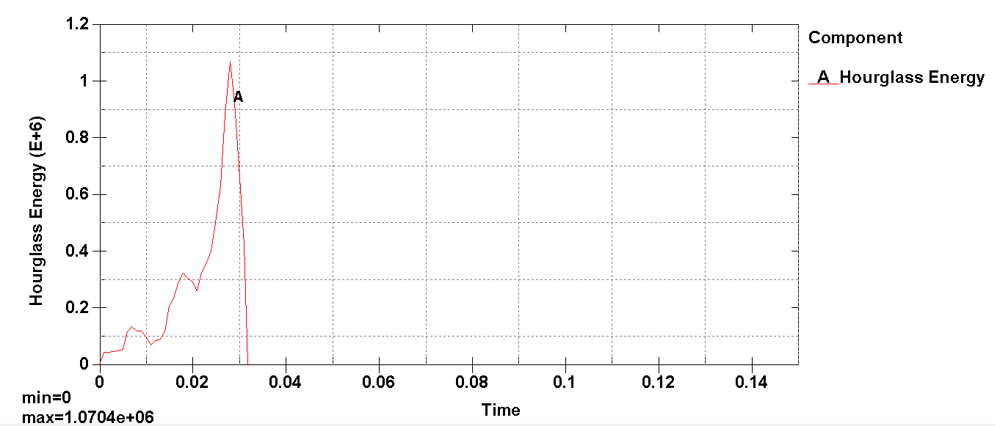 Component
A Hourglass Energy
Hourglass Energy (E+6)
1.2
1
0.8
0.6
0.4
0.2
0
A
0 0.02 0.04 0.06 0.08 0.1 0.12 0.14
Time
min=0
max=1.0704e+06